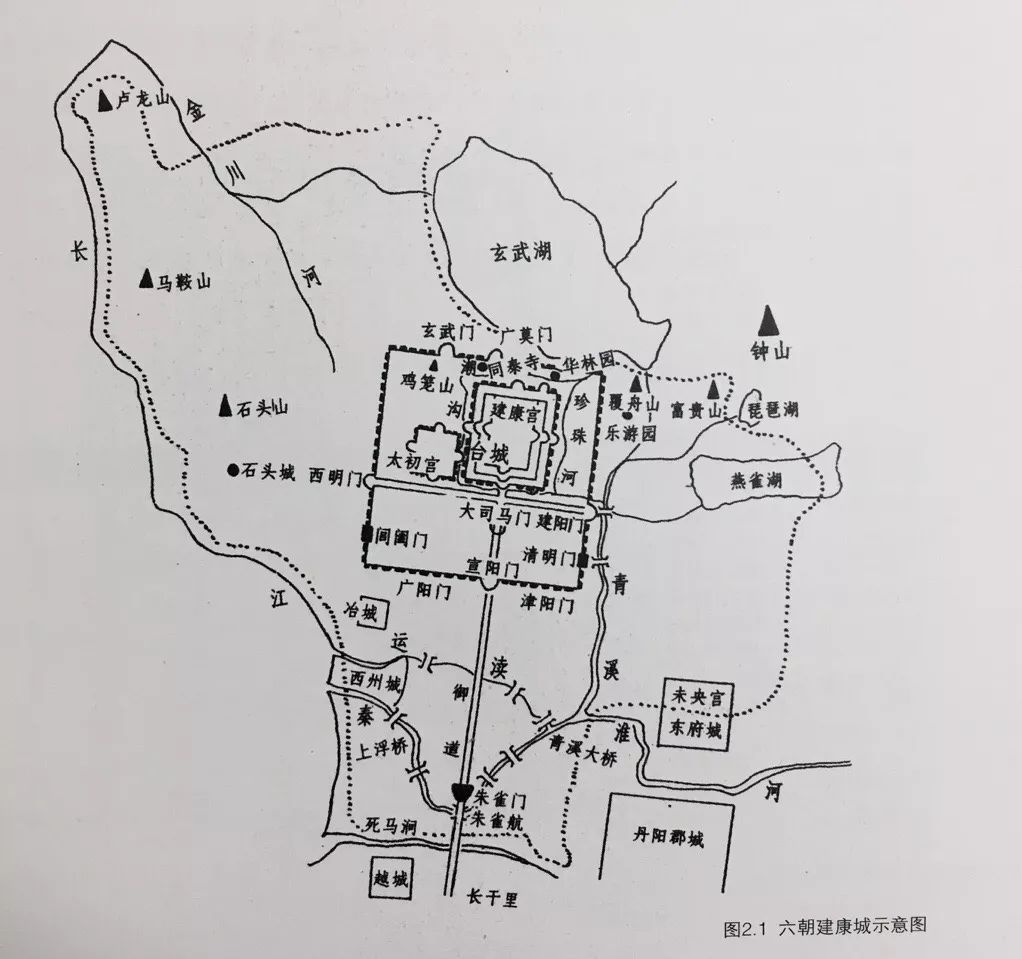 卢龙山
金川河
长江
玄武湖
马鞍山
钟山
玄武门
广莫门
潮沟
同泰寺
华林园
鸡笼山
石头山
建康宫
珍珠河
覆舟山
富贵山
琵琶湖
乐游园
太初宫
台城
石头城
西明门
燕雀湖
大司马门
建阳门
阊阖门
清明门
宣阳门
广阳门
津阳门
青溪
冶城
运渎
西州城
御道
未央宫
东府城
秦淮河
上浮桥
青溪大桥
朱雀门
朱雀航
死马涧
丹阳郡城
越城
长干里
图2.1 六朝建康城示意图